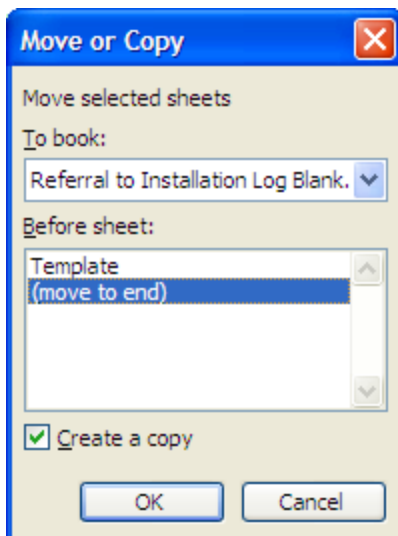 Move or Copy
Move selected sheets
To book:
Referral to Installation Log Blank.
Before sheet:
Template
(move to end)
Create a copy
OK
Cancel